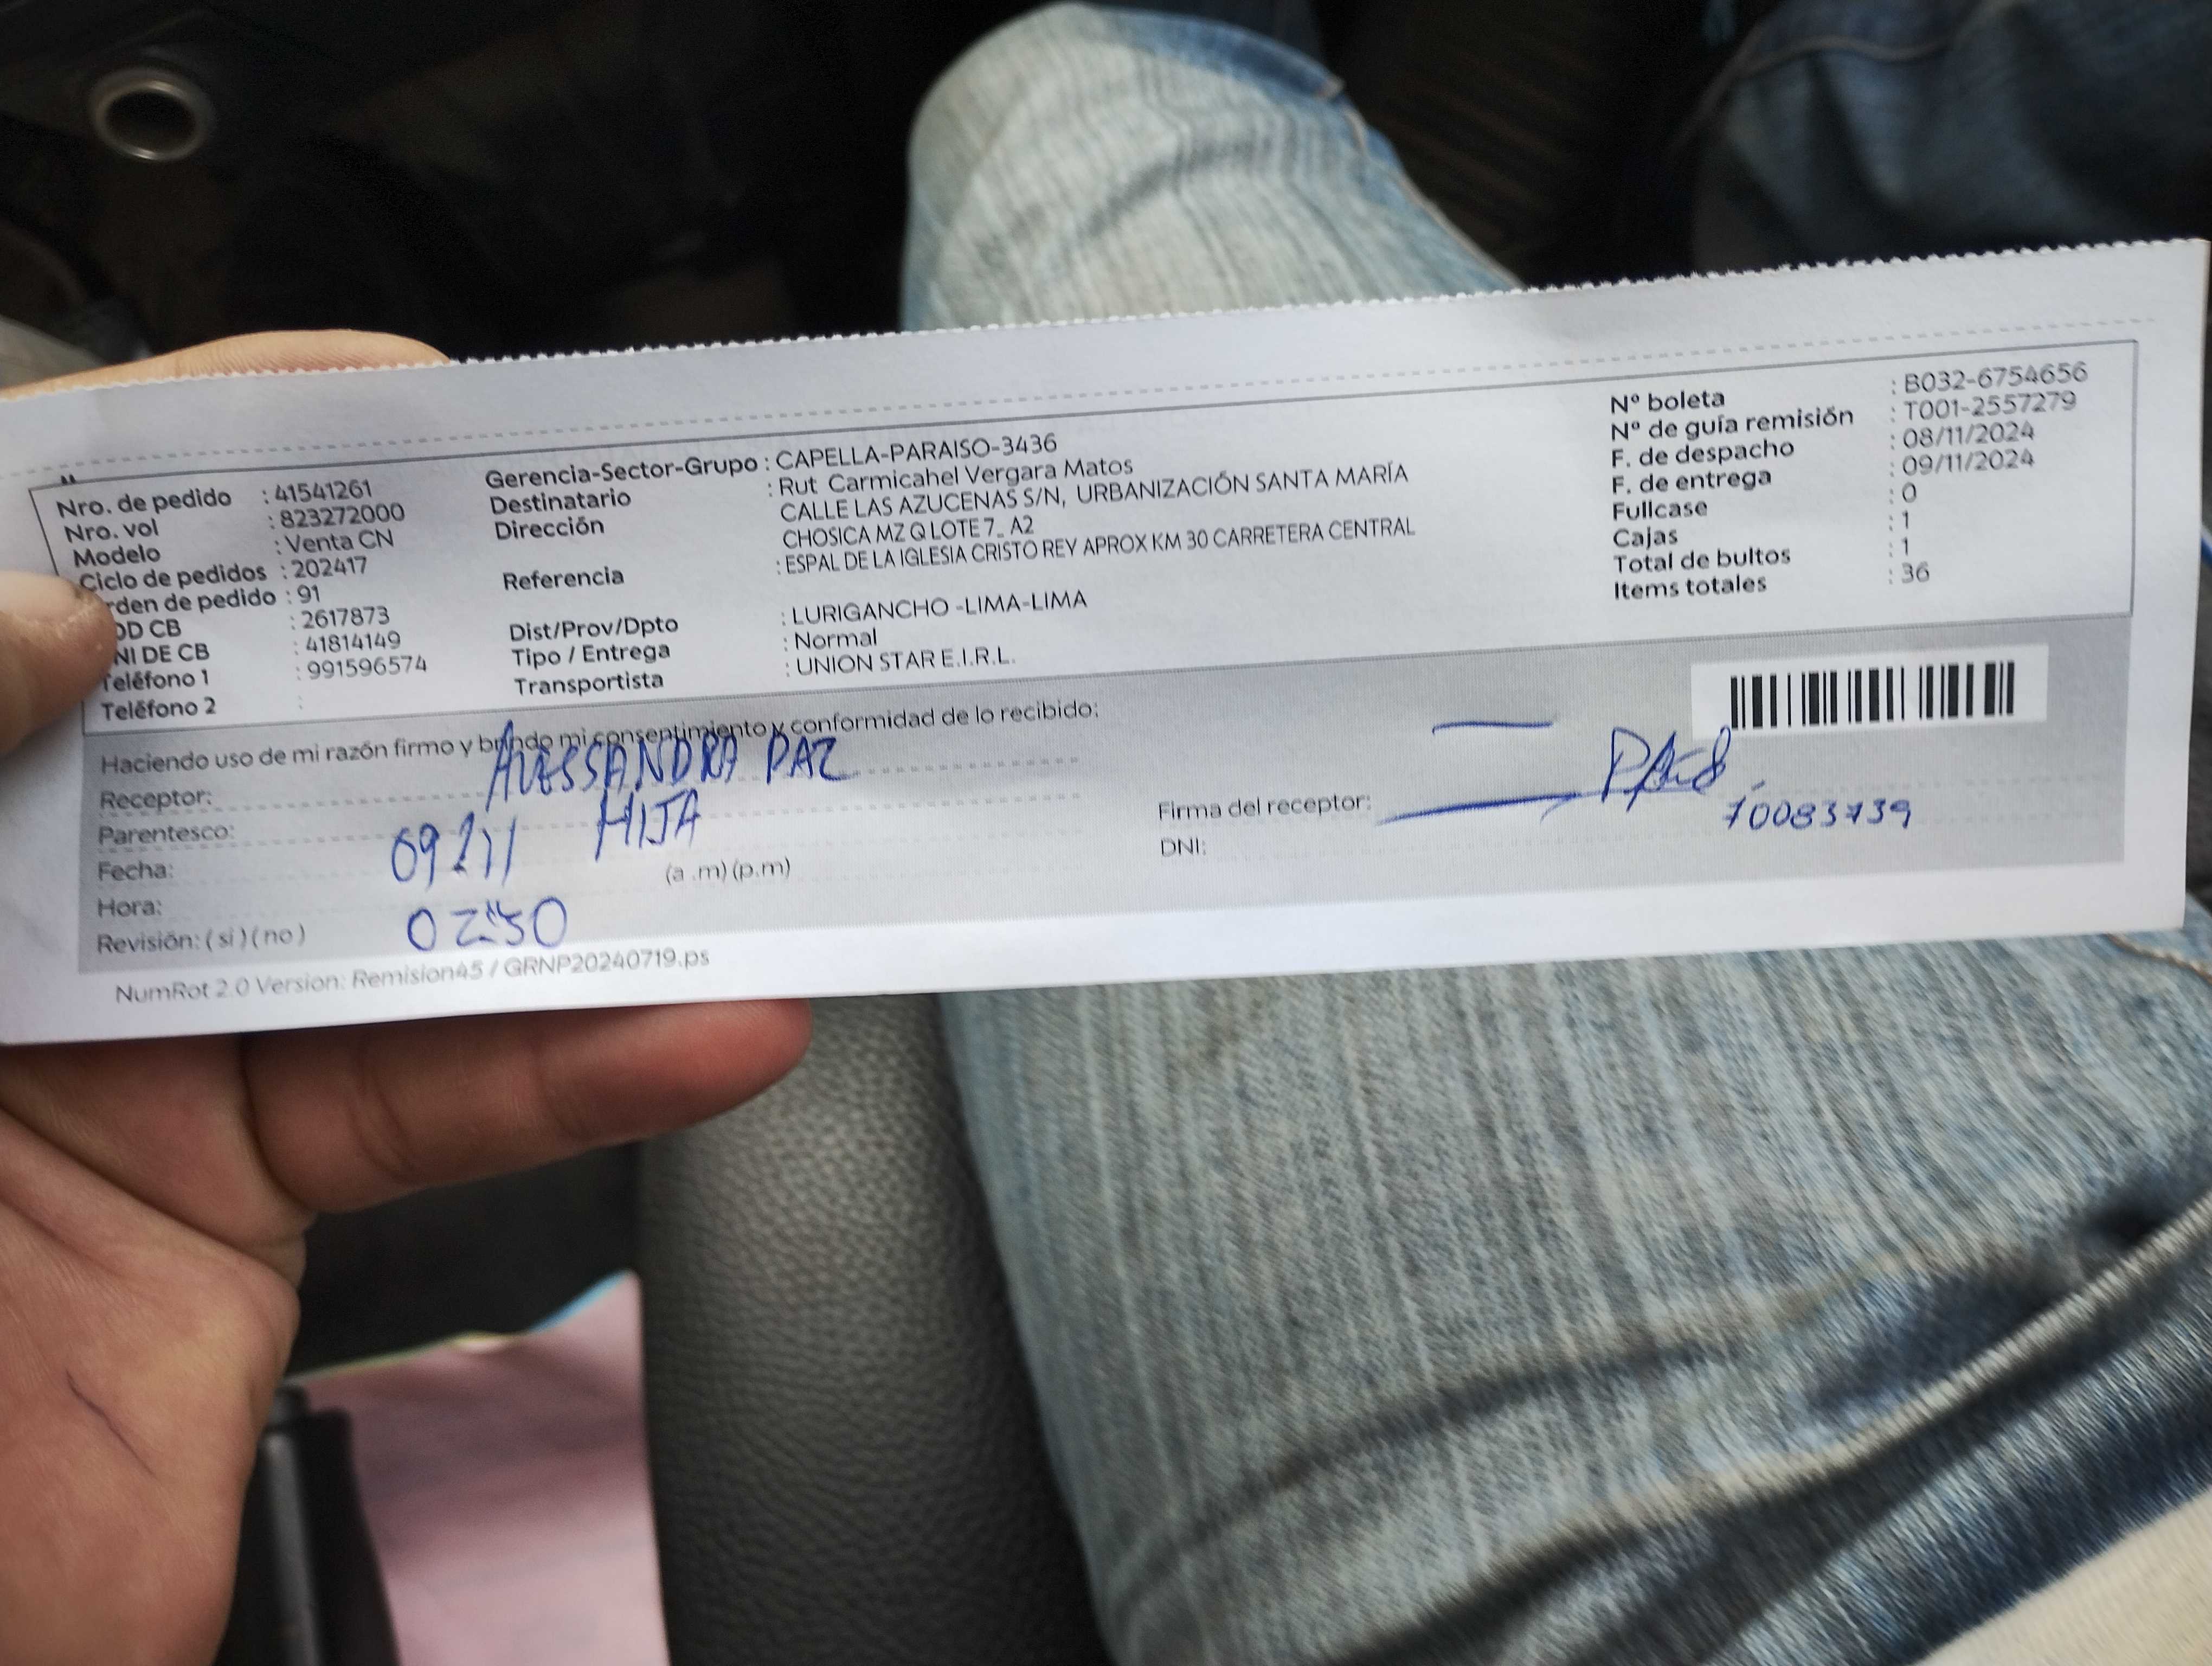 Nro. de pedido : 41541261
Nro. vol : 823272000
Modelo : Venta CN
Ciclo de pedidos : 202417
rden de pedido : 91
OD CB : 2617873
NI DE CB : 41814149
Teléfono 1 : 991596574
Teléfono 2 :
Gerencia-Sector-Grupo : CAPELLA-PARAISO-3436
Destinatario : Rut Carmicahel Vergara Matos
Dirección CALLE LAS AZUCENAS S/N, URBANIZACIÓN SANTA MARÍA
CHOSICA MZ Q LOTE 7_ A2
Referencia : ESPAL DE LA IGLESIA CRISTO REY APROX KM 30 CARRETERA CENTRAL
Dist/Prov/Dpto : LURIGANCHO -LIMA-LIMA
Tipo / Entrega : Normal
Transportista : UNION STAR E.I.R.L.
Nº boleta : B032-6754656
Nº de guía remisión : T001-2557279
F. de despacho : 08/11/2024
F. de entrega : 09/11/2024
Fullcase : 0
Cajas : 1
Total de bultos : 1
Items totales : 36
Haciendo uso de mi razón firmo y brindo mi consentimiento y conformidad de lo recibido:
Receptor: ALESSANDRA PAZ
Parentesco: HIJA
Fecha: 09/11
Hora: (a .m) (p.m)
02:50
Revisión: ( si ) ( no )
Firma del receptor:
DNI: 70083739
NumRot 2.0 Version: Remision45 / GRNP20240719.ps